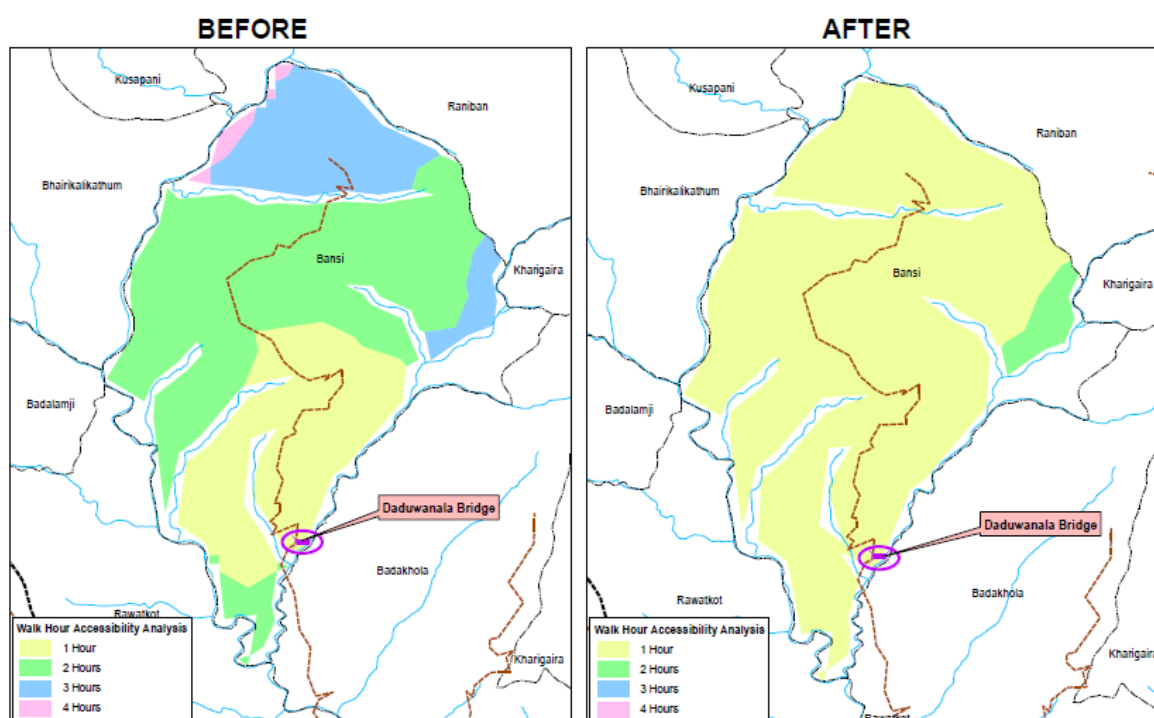 BEFORE
Kusapani
Raniban
Bhairikalikathum
Bansi
Kharigaira
Badalamji
Daduwanala Bridge
Badakhola
Rawatkot
Kharigaira
Walk Hour Accessibility Analysis
1 Hour
2 Hours
3 Hours
4 Hours
AFTER
Kusapani
Raniban
Bhairikalikathum
Bansi
Kharigaira
Badalamji
Daduwanala Bridge
Badakhola
Rawatkot
Kharigaira
Walk Hour Accessibility Analysis
1 Hour
2 Hours
3 Hours
4 Hours
Rawatkot